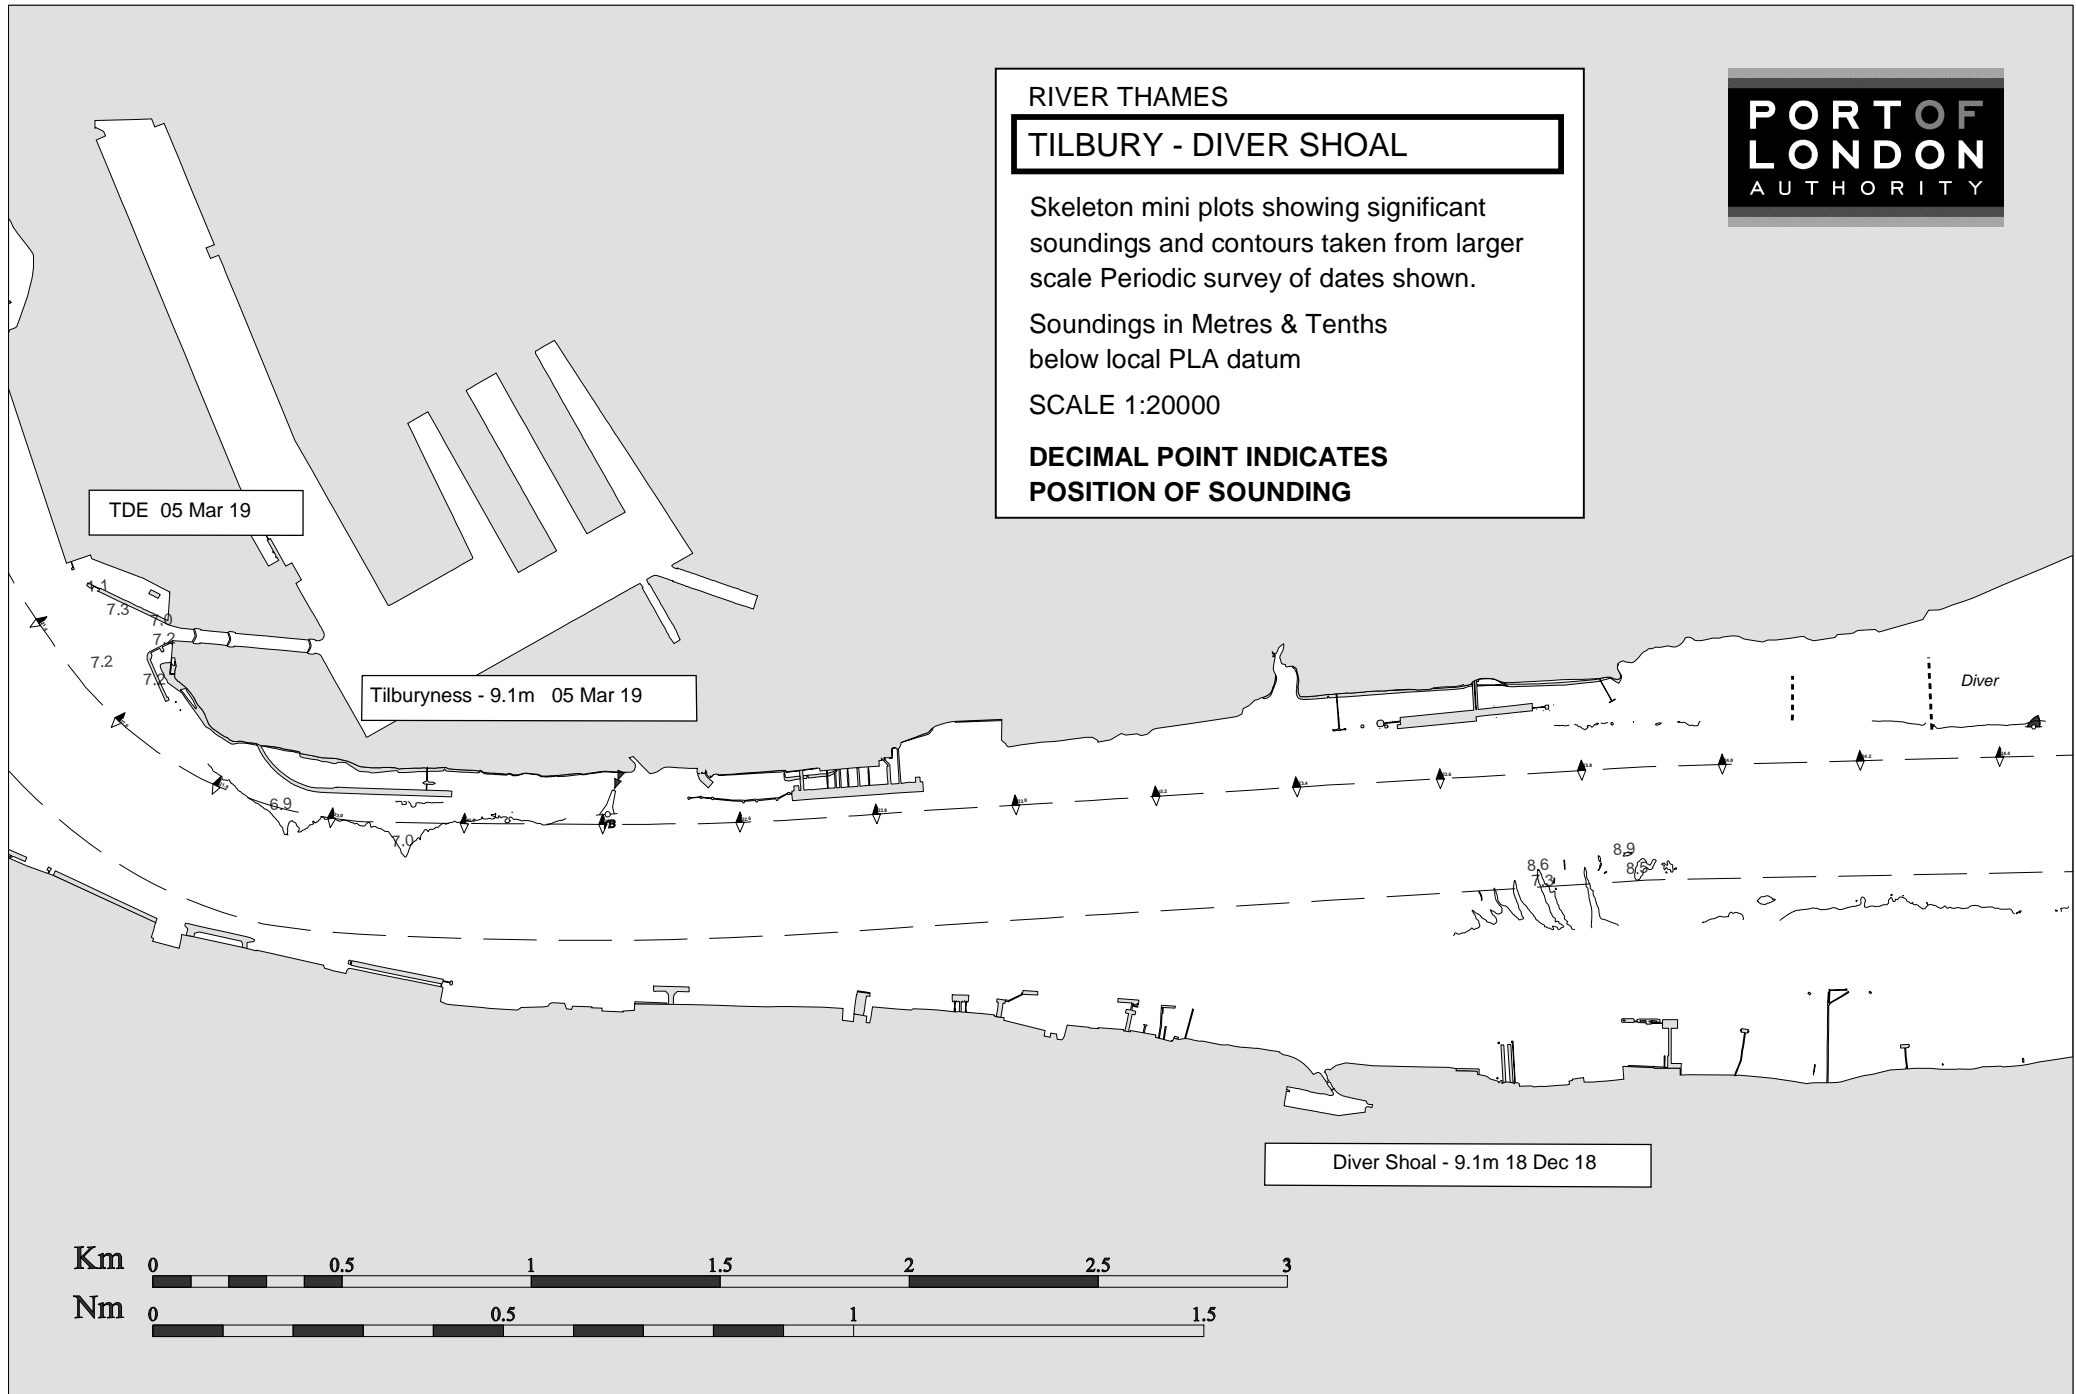 RIVER THAMES
TILBURY - DIVER SHOAL
Skeleton mini plots showing significant
soundings and contours taken from larger
scale Periodic survey of dates shown.
Soundings in Metres & Tenths
below local PLA datum
SCALE 1:20000
DECIMAL POINT INDICATES
POSITION OF SOUNDING
PORT OF
LONDON
AUTHORITY
TDE 05 Mar 19
7.3
7.0
7.2
7.2
7.2
Tilburyness - 9.1m 05 Mar 19
Diver
6.9
7.0
8.9
8.6
8.5
7.3
Diver Shoal - 9.1m 18 Dec 18
Km 0 0.5 1 1.5 2 2.5 3
Nm 0 0.5 1 1.5